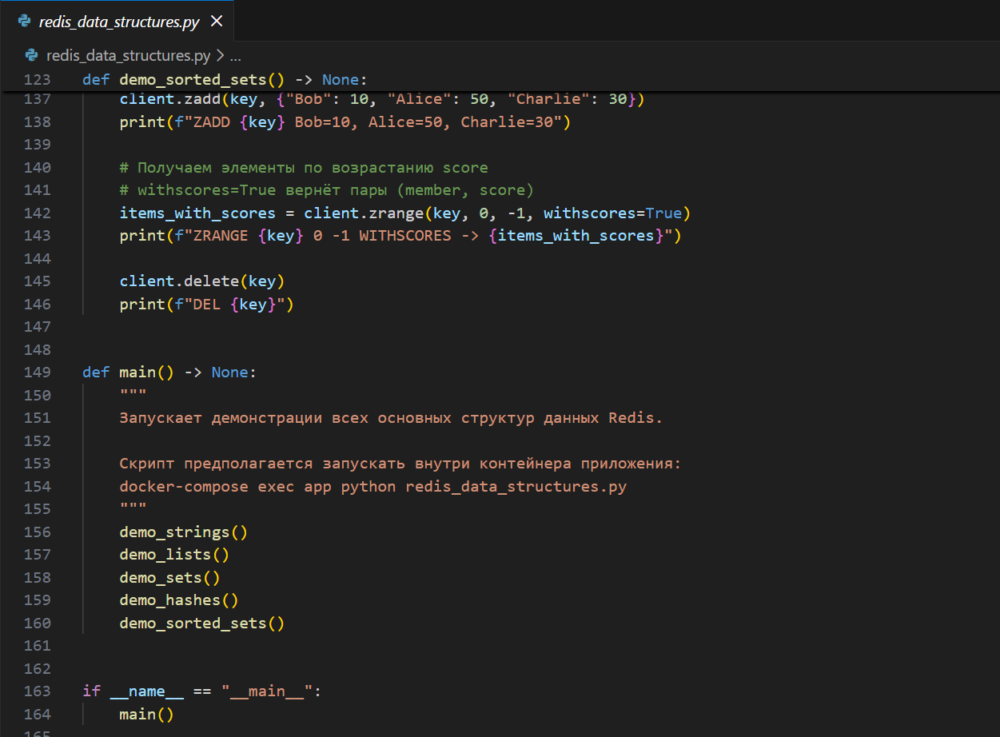 redis_data_structures.py
redis_data_structures.py > ...
123 def demo_sorted_sets() -> None:
137     client.zadd(key, {"Bob": 10, "Alice": 50, "Charlie": 30})
138     print(f"ZADD {key} Bob=10, Alice=50, Charlie=30")
139
140     # Получаем элементы по возрастанию score
141     # withscores=True вернёт пары (member, score)
142     items_with_scores = client.zrange(key, 0, -1, withscores=True)
143     print(f"ZRANGE {key} 0 -1 WITHSCORES -> {items_with_scores}")
144
145     client.delete(key)
146     print(f"DEL {key}")
147
148
149 def main() -> None:
150     """
151     Запускает демонстрации всех основных структур данных Redis.
152
153     Скрипт предполагается запускать внутри контейнера приложения:
154     docker-compose exec app python redis_data_structures.py
155     """
156     demo_strings()
157     demo_lists()
158     demo_sets()
159     demo_hashes()
160     demo_sorted_sets()
161
162
163 if __name__ == "__main__":
164     main()
165